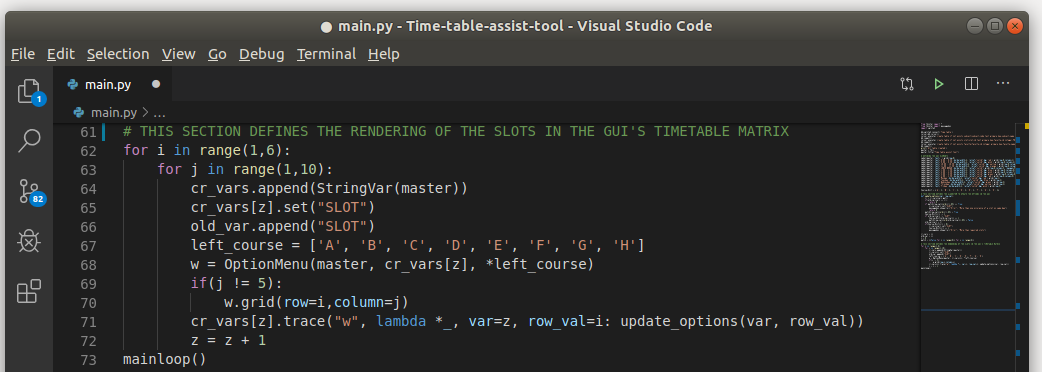 ● main.py - Time-table-assist-tool - Visual Studio Code
File Edit Selection View Go Debug Terminal Help
main.py ●
1
main.py > ...
61 # THIS SECTION DEFINES THE RENDERING OF THE SLOTS IN THE GUI'S TIMETABLE MATRIX
62 for i in range(1,6):
63     for j in range(1,10):
64         cr_vars.append(StringVar(master))
65         cr_vars[z].set("SLOT")
82
66         old_var.append("SLOT")
67         left_course = ['A', 'B', 'C', 'D', 'E', 'F', 'G', 'H']
68         w = OptionMenu(master, cr_vars[z], *left_course)
69         if(j != 5):
70             w.grid(row=i,column=j)
71         cr_vars[z].trace("w", lambda *_, var=z, row_val=i: update_options(var, row_val))
72         z = z + 1
73 mainloop()